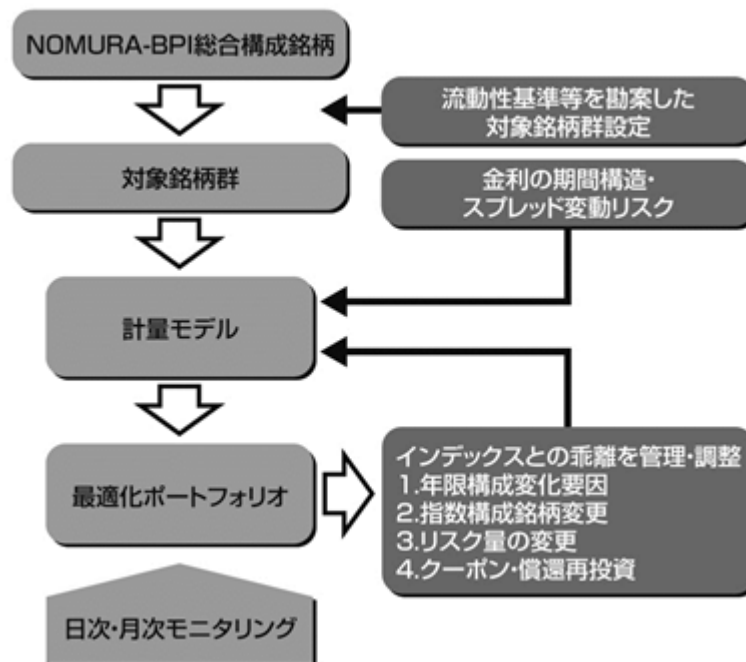 NOMURA-BPI総合構成銘柄
流動性基準等を勘案した
対象銘柄群設定
対象銘柄群
金利の期間構造・
スプレッド変動リスク
計量モデル
最適化ポートフォリオ
インデックスとの乖離を管理・調整
1.年限構成変化要因
2.指数構成銘柄変更
3.リスク量の変更
4.クーポン・償還再投資
日次・月次モニタリング